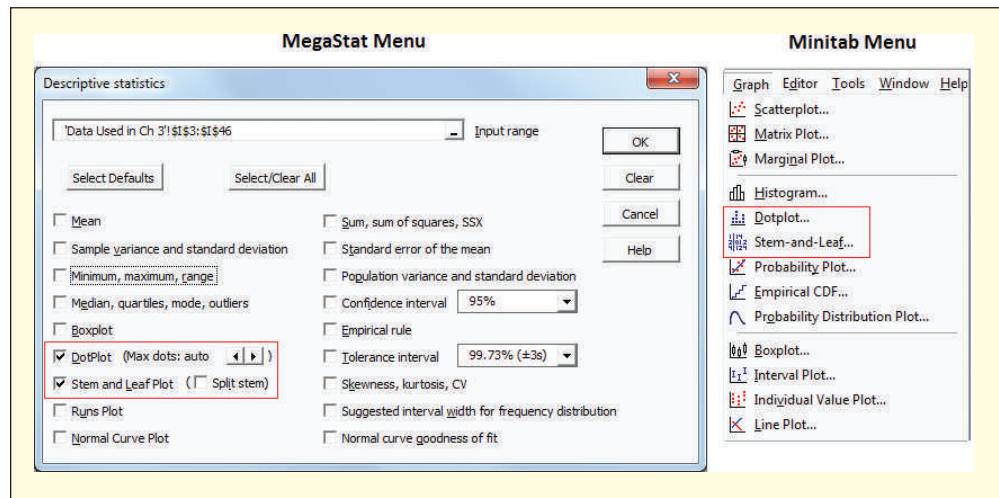 MegaStat Menu
Descriptive statistics
'Data Used in Ch 3'!$I$3:$I$46
Input range
OK
Select Defaults
Select/Clear All
Clear
Cancel
Help
Mean
Sample variance and standard deviation
Minimum, maximum, range
Median, quartiles, mode, outliers
Boxplot
DotPlot (Max dots: auto )
Stem and Leaf Plot ( Split stem)
Runs Plot
Normal Curve Plot
Sum, sum of squares, SSX
Standard error of the mean
Population variance and standard deviation
Confidence interval 95%
Empirical rule
Tolerance interval 99.73% (±3s)
Skewness, kurtosis, CV
Suggested interval width for frequency distribution
Normal curve goodness of fit
Minitab Menu
Graph Editor Tools Window Help
Scatterplot...
Matrix Plot...
Marginal Plot...
Histogram...
Dotplot...
Stem-and-Leaf...
Probability Plot...
Empirical CDF...
Probability Distribution Plot...
Boxplot...
Interval Plot...
Individual Value Plot...
Line Plot...